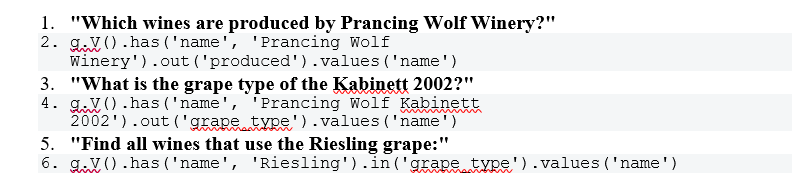 1. "Which wines are produced by Prancing Wolf Winery?"
2. g.V().has('name', 'Prancing Wolf
Winery').out('produced').values('name')
3. "What is the grape type of the Kabinett 2002?"
4. g.V().has('name', 'Prancing Wolf Kabinett
2002').out('grape_type').values('name')
5. "Find all wines that use the Riesling grape:"
6. g.V().has('name', 'Riesling').in('grape_type').values('name')